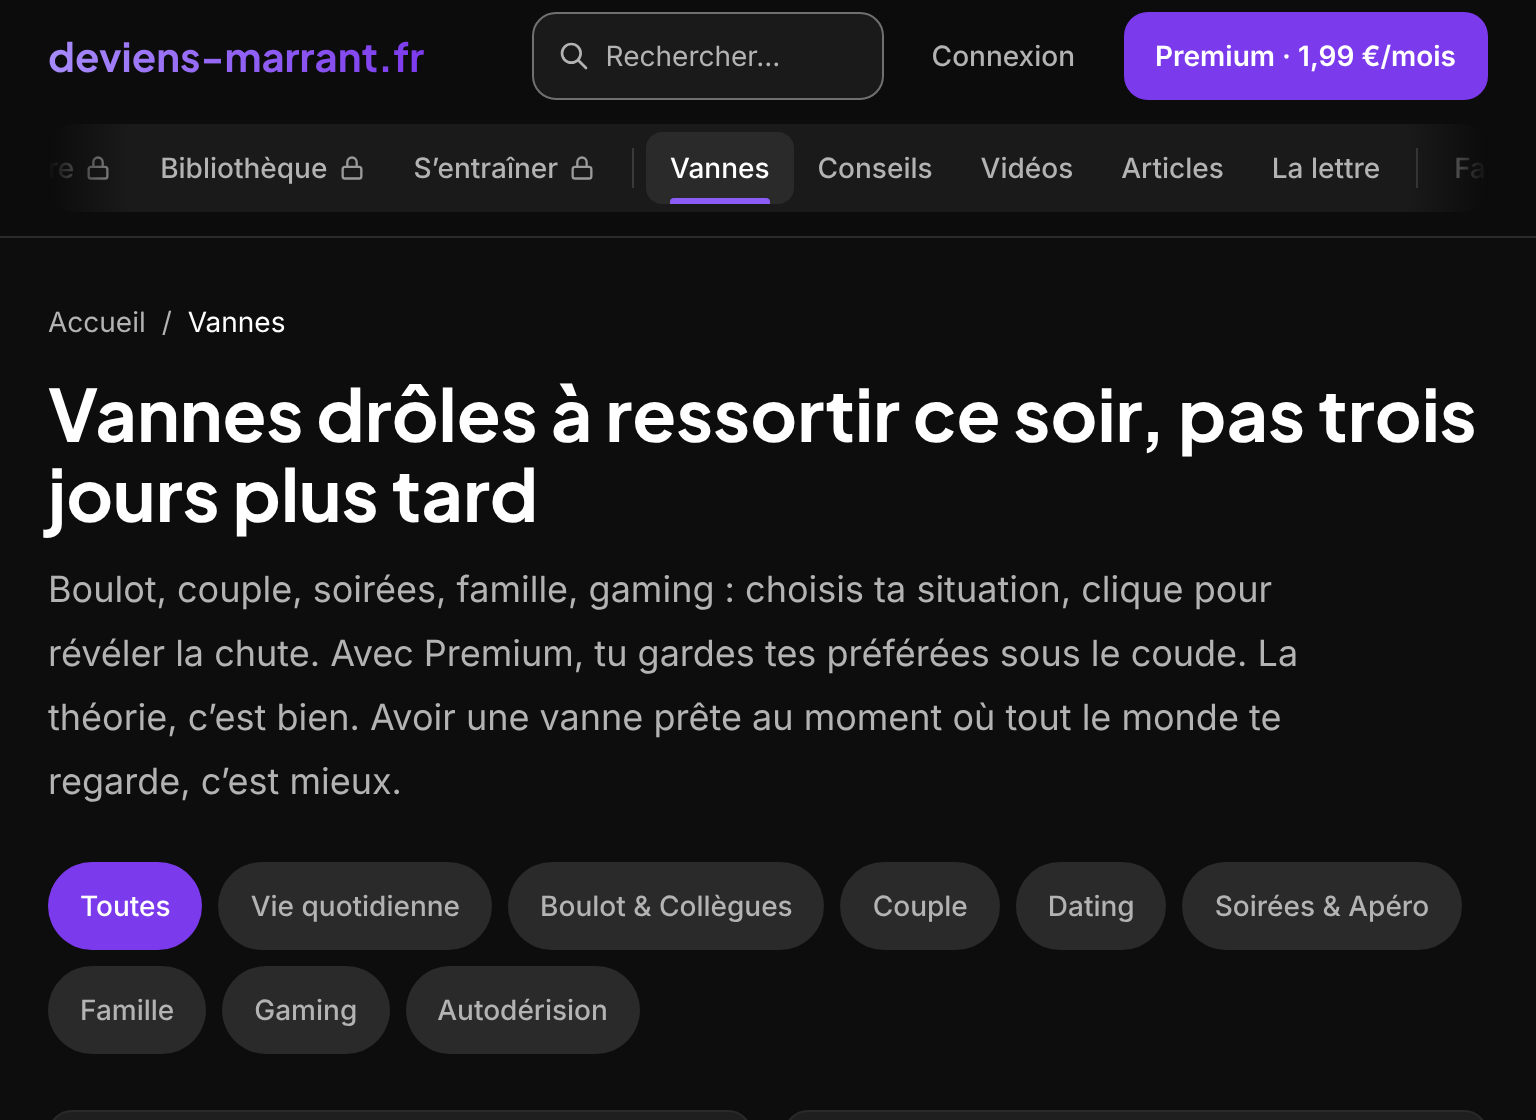 deviens-marrant.fr
Rechercher...
Connexion
Premium · 1,99 €/mois
re
Bibliothèque
S’entraîner
Vannes
Conseils
Vidéos
Articles
La lettre
Fa
Accueil / Vannes
Vannes drôles à ressortir ce soir, pas trois
jours plus tard
Boulot, couple, soirées, famille, gaming : choisis ta situation, clique pour
révéler la chute. Avec Premium, tu gardes tes préférées sous le coude. La
théorie, c’est bien. Avoir une vanne prête au moment où tout le monde te
regarde, c’est mieux.
Toutes
Vie quotidienne
Boulot & Collègues
Couple
Dating
Soirées & Apéro
Famille
Gaming
Autodérision